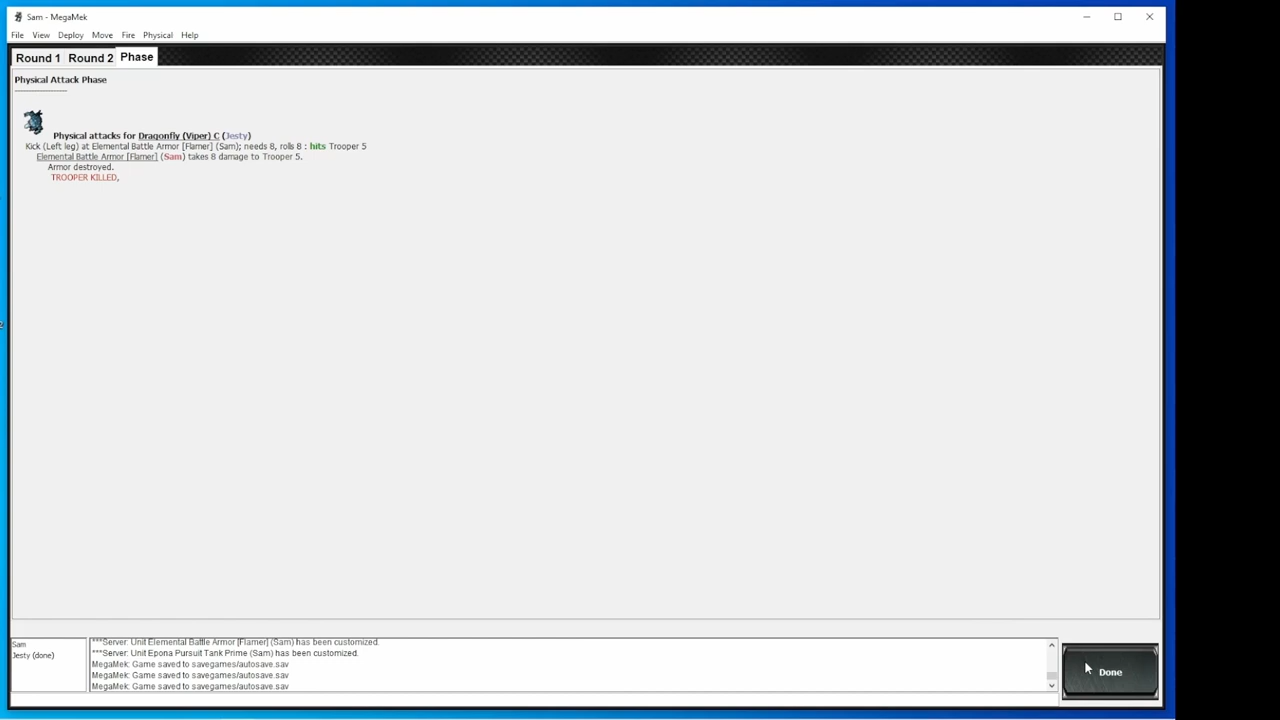 Sam - MegaMek
File View Deploy Move Fire Physical Help
Round 1 Round 2 Phase
Physical Attack Phase
--------------------
Physical attacks for Dragonfly (Viper) C (Jesty)
Kick (Left leg) at Elemental Battle Armor [Flamer] (Sam); needs 8, rolls 8 : hits Trooper 5
Elemental Battle Armor [Flamer] (Sam) takes 8 damage to Trooper 5.
Armor destroyed.
TROOPER KILLED,
Sam
Jesty (done)
***Server: Unit Elemental Battle Armor [Flamer] (Sam) has been customized.
***Server: Unit Epona Pursuit Tank Prime (Sam) has been customized.
MegaMek: Game saved to savegames/autosave.sav
MegaMek: Game saved to savegames/autosave.sav
MegaMek: Game saved to savegames/autosave.sav
Done